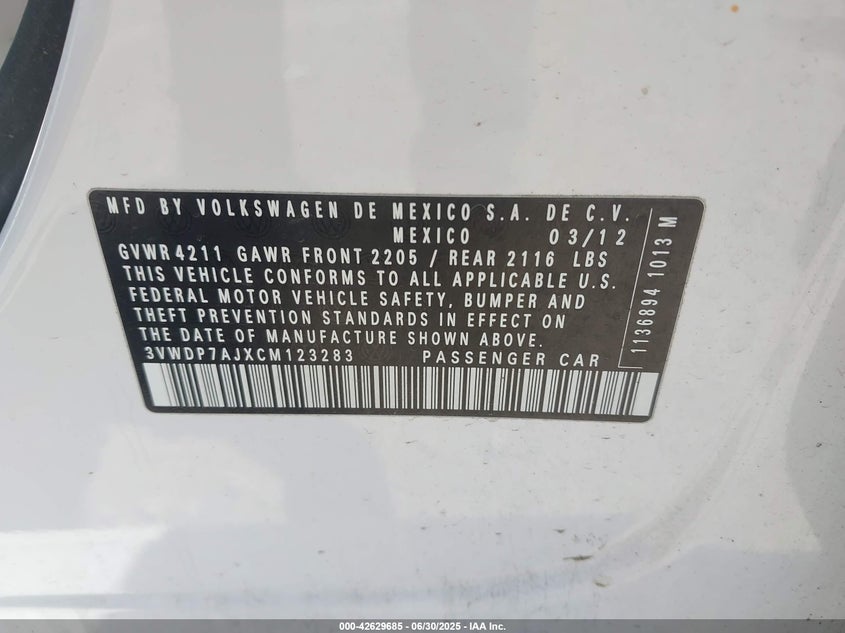 MFD BY VOLKSWAGEN DE MEXICO S.A. DE C.V.
MEXICO 03/12
GVWR 4211 GAWR FRONT 2205 / REAR 2116 LBS
THIS VEHICLE CONFORMS TO ALL APPLICABLE U.S.
FEDERAL MOTOR VEHICLE SAFETY, BUMPER AND
THEFT PREVENTION STANDARDS IN EFFECT ON
THE DATE OF MANUFACTURE SHOWN ABOVE.
3VWDP7AJXCM123283 PASSENGER CAR
1136894 1013 M
000-42629685 - 06/30/2025 - IAA Inc.